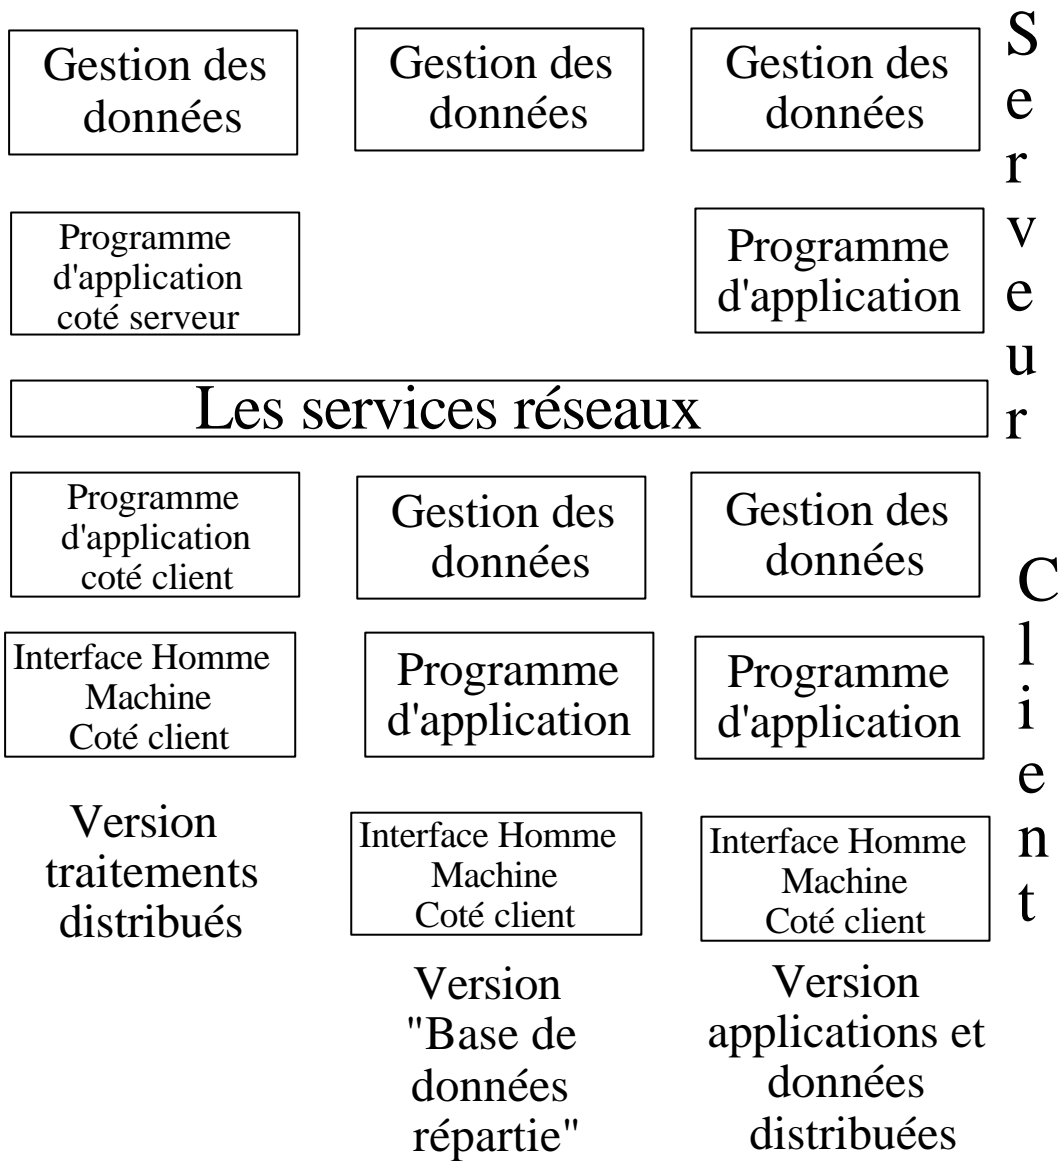 Gestion des
données
Gestion des
données
Gestion des
données
Serveur
Programme
d'application
coté serveur
Programme
d'application
Les services réseaux
Programme
d'application
coté client
Gestion des
données
Gestion des
données
Client
Interface Homme
Machine
Coté client
Programme
d'application
Programme
d'application
Version
traitements
distribués
Interface Homme
Machine
Coté client
Interface Homme
Machine
Coté client
Version
"Base de
données
répartie"
Version
applications et
données
distribuées